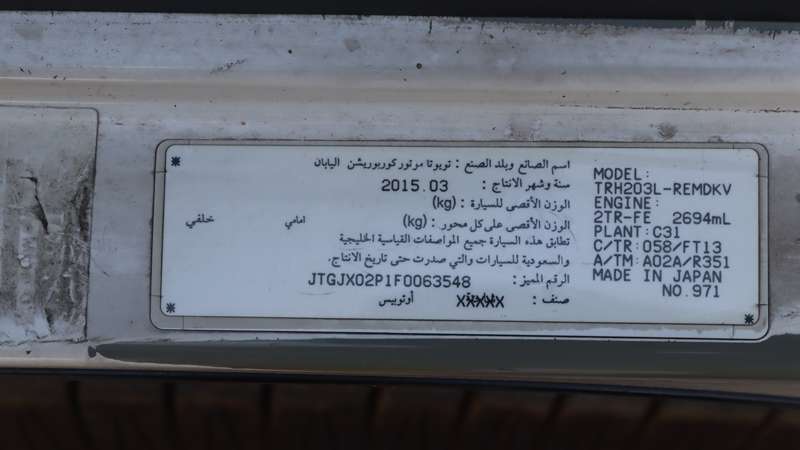 اسم الصانع وبلد الصنع : تويوتا موتور كوربوريشن اليابان
سنة وشهر الانتاج : 2015.03
الوزن الأقصى للسيارة : (kg)
الوزن الأقصى على كل محور : (kg) امامي خلفي
تطابق هذه السيارة جميع المواصفات القياسية الخليجية
والسعودية للسيارات والتي صدرت حتى تاريخ الانتاج.
الرقم المميز : JTGJX02P1F0063548
صنف : XXXXX أوتوبيس
MODEL:
TRH203L-REMDKV
ENGINE:
2TR-FE 2694mL
PLANT:C31
C/TR:058/FT13
A/TM:A02A/R351
MADE IN JAPAN
NO.971